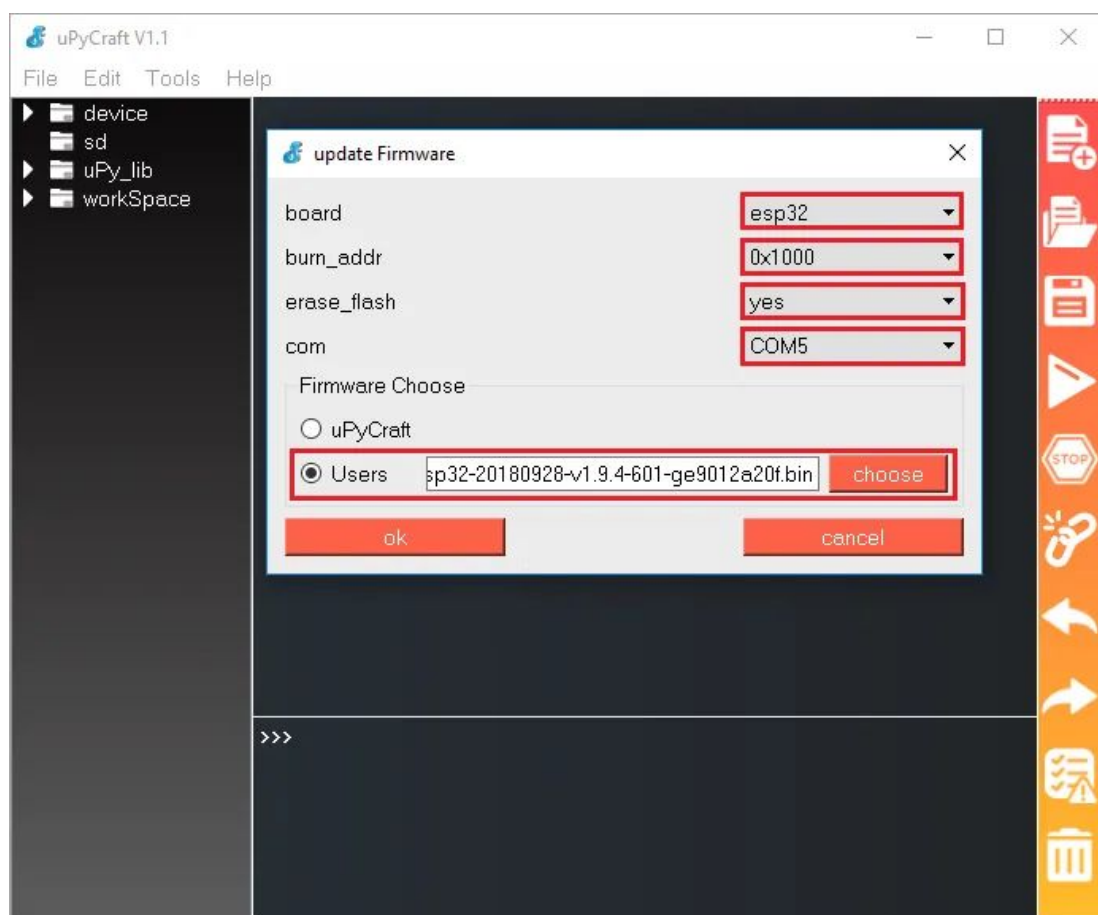 uPyCraft V1.1
File Edit Tools Help
device
sd
uPy_lib
workSpace
update Firmware
board esp32
burn_addr 0x1000
erase_flash yes
com COM5
Firmware Choose
uPyCraft
Users sp32-20180928-v1.9.4-601-ge9012a20f.bin choose
ok cancel
>>>
STOP